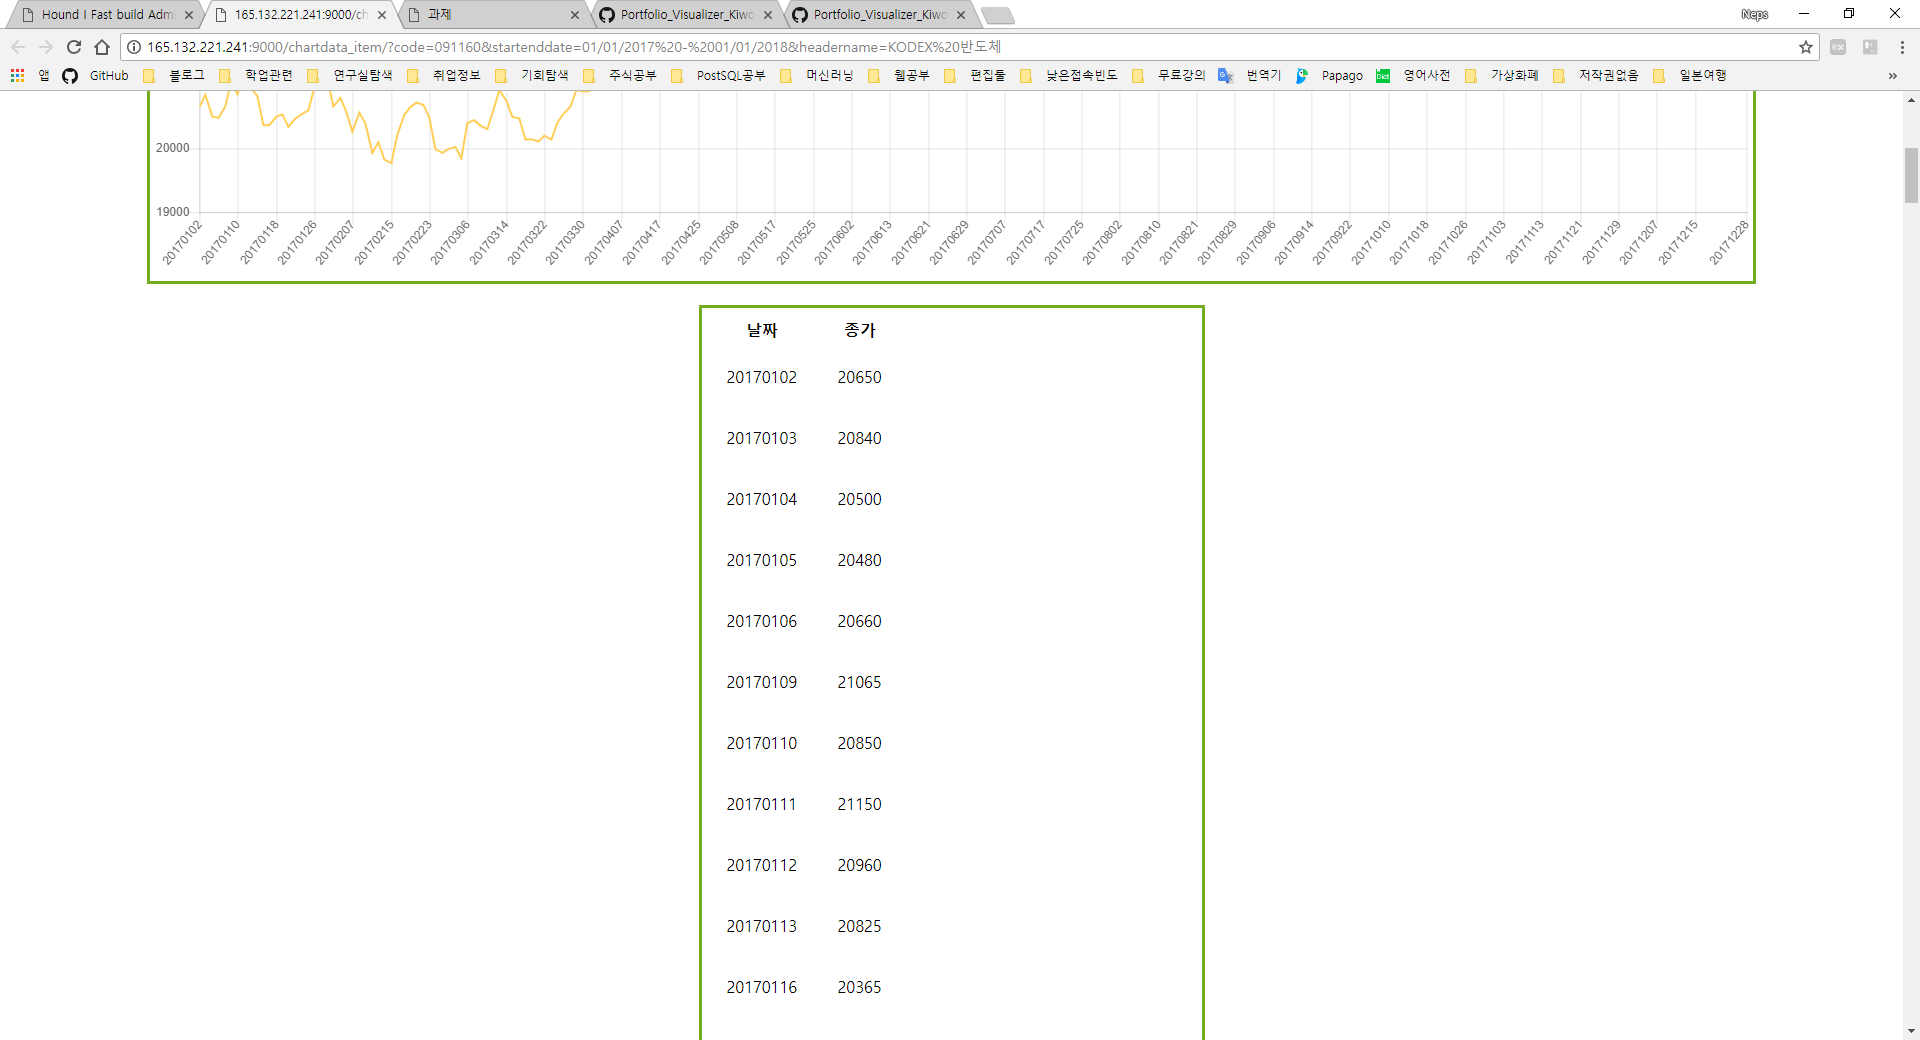 Hound I Fast build Adm
165.132.221.241:9000/ch
과제
Portfolio_Visualizer_Kiwo
Portfolio_Visualizer_Kiwo
Neps
165.132.221.241:9000/chartdata_item/?code=091160&startenddate=01/01/2017%20-%2001/01/2018&headername=KODEX%20반도체
앱 GitHub 블로그 학업관련 연구실탐색 취업정보 기회탐색 주식공부 PostSQL공부 머신러닝 웹공부 편집툴 낮은접속빈도 무료강의 번역기 Papago 영어사전 가상화폐 저작권없음 일본여행 »
20000
19000
20170102 20170110 20170118 20170126 20170207 20170215 20170223 20170306 20170314 20170322 20170330 20170407 20170417 20170425 20170508 20170517 20170525 20170602 20170613 20170621 20170629 20170707 20170717 20170725 20170802 20170810 20170821 20170829 20170906 20170914 20170922 20171010 20171018 20171026 20171103 20171113 20171121 20171129 20171207 20171215 20171228
날짜 종가
20170102 20650
20170103 20840
20170104 20500
20170105 20480
20170106 20660
20170109 21065
20170110 20850
20170111 21150
20170112 20960
20170113 20825
20170116 20365